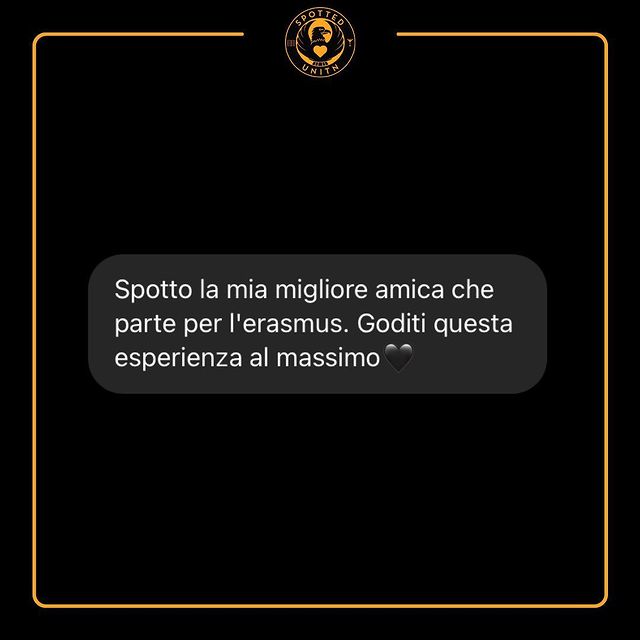 SPOTTED
UNITN
Spotto la mia migliore amica che
parte per l'erasmus. Goditi questa
esperienza al massimo🖤